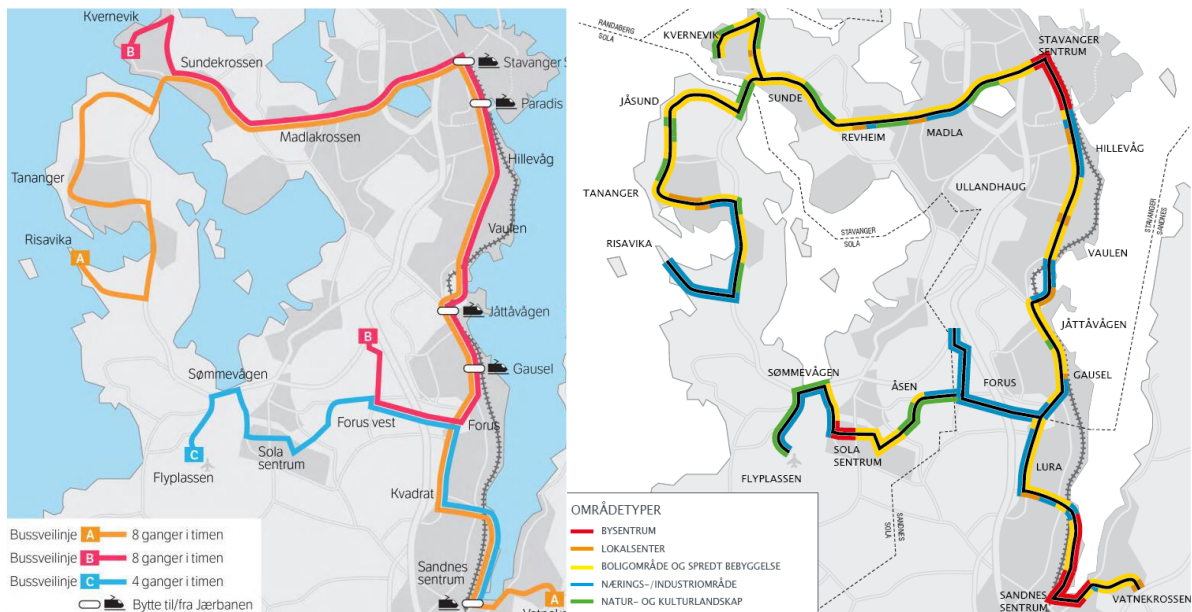 Kvernevik
B
Sundekrossen
Stavanger S
Paradis
Madlakrossen
Hillevåg
Tananger
Vaulen
Risavika
A
Jåttåvågen
B
Sømmevågen
Gausel
Forus vest
Forus
C
Sola
sentrum
Flyplassen
Kvadrat
Sandnes
sentrum
A
Bussveilinje A 8 ganger i timen
Bussveilinje B 8 ganger i timen
Bussveilinje C 4 ganger i timen
Bytte til/fra Jærbanen
RANDABERG
SOLA
KVERNEVIK
STAVANGER
SENTRUM
JÅSUND
SUNDE
REVHEIM
MADLA
HILLEVÅG
TANANGER
ULLANDHAUG
STAVANGER
SOLA
STAVANGER
SANDNES
RISAVIKA
VAULEN
JÅTTÅVÅGEN
SØMMEVÅGEN
ÅSEN
FORUS
GAUSEL
SOLA
SENTRUM
FLYPLASSEN
LURA
SANDNES
SOLA
OMRÅDETYPER
BYSENTRUM
LOKALSENTER
BOLIGOMRÅDE OG SPREDT BEBYGGELSE
NÆRINGS-/INDUSTRIOMRÅDE
NATUR- OG KULTURLANDSKAP
SANDNES
SENTRUM
VATNEKROSSEN